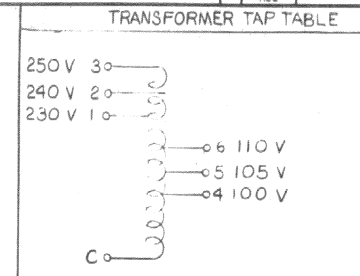 TRANSFORMER TAP TABLE
250 V 3
240 V 2
230 V 1
6 110 V
5 105 V
4 100 V
C